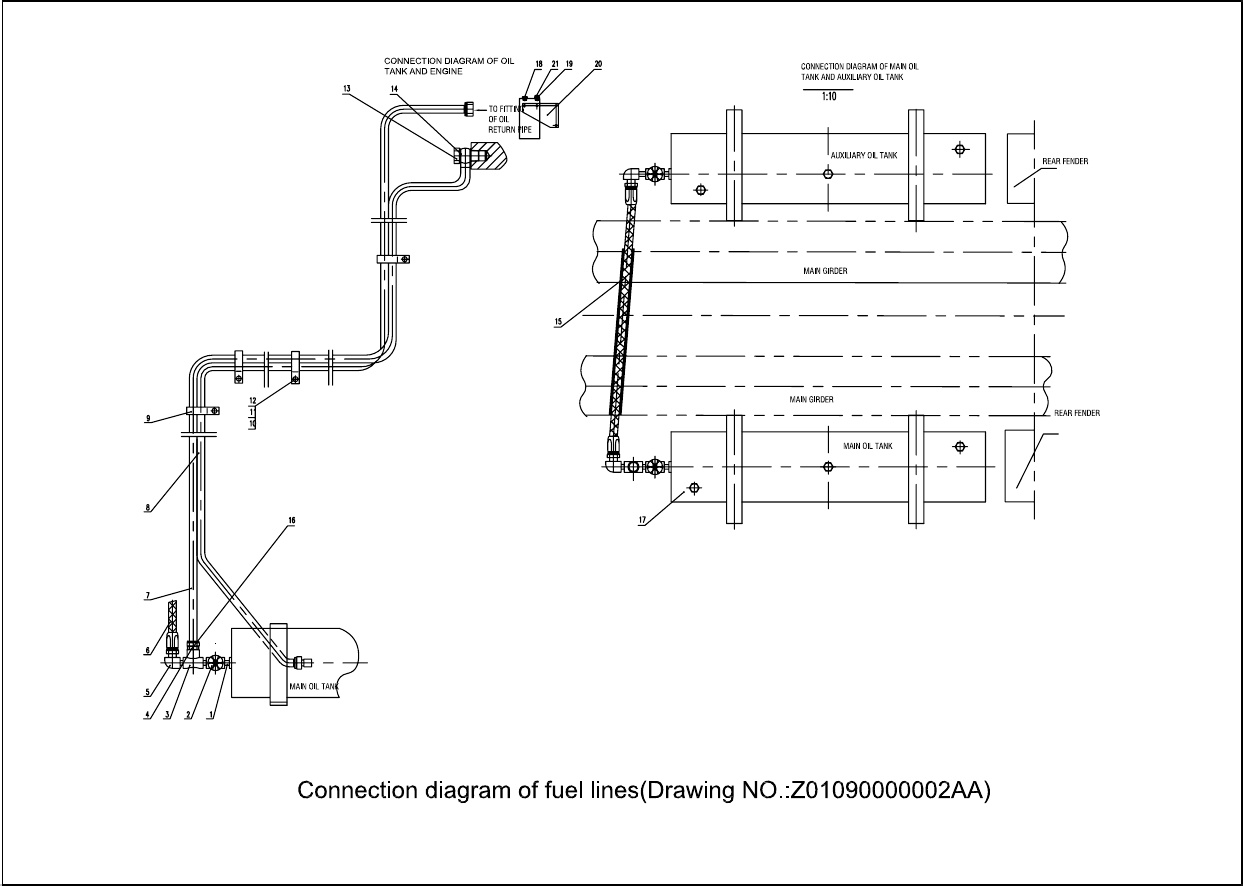 CONNECTION DIAGRAM OF OIL
TANK AND ENGINE
18 21 19 20
13 14
TO FITTING
OF OIL
RETURN PIPE
CONNECTION DIAGRAM OF MAIN OIL
TANK AND AUXILIARY OIL TANK
1:10
AUXILIARY OIL TANK
REAR FENDER
MAIN GIRDER
15
MAIN GIRDER
REAR FENDER
MAIN OIL TANK
17
12
11
10
9
8
16
7
6
5
4 3 2 1
MAIN OIL TANK
Connection diagram of fuel lines(Drawing NO.:Z01090000002AA)